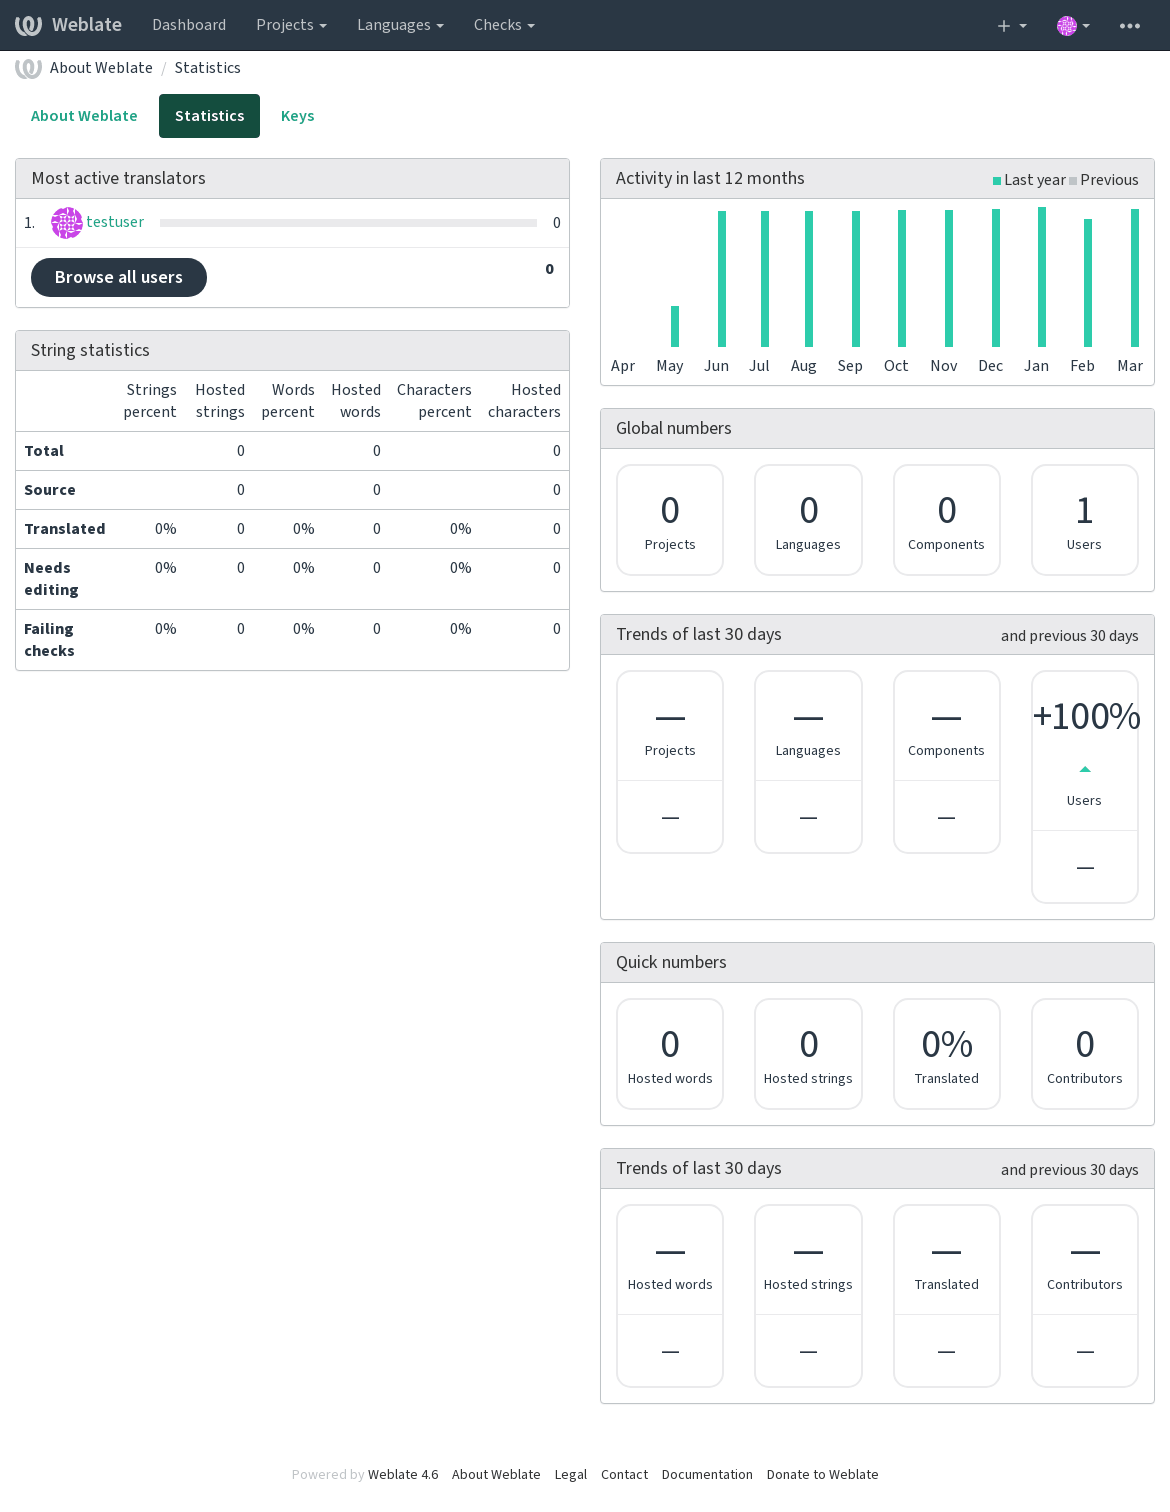 Weblate Dashboard Projects Languages Checks
About Weblate / Statistics
About Weblate Statistics Keys
Most active translators
1. testuser 0
Browse all users 0
String statistics
Strings percent Hosted strings Words percent Hosted words Characters percent Hosted characters
Total 0 0 0
Source 0 0 0
Translated 0% 0 0% 0 0% 0
Needs editing 0% 0 0% 0 0% 0
Failing checks 0% 0 0% 0 0% 0
Activity in last 12 months Last year Previous
Apr May Jun Jul Aug Sep Oct Nov Dec Jan Feb Mar
Global numbers
0 0 0 1
Projects Languages Components Users
Trends of last 30 days and previous 30 days
— — — +100%
Projects Languages Components Users
— — — —
Quick numbers
0 0 0% 0
Hosted words Hosted strings Translated Contributors
Trends of last 30 days and previous 30 days
— — — —
Hosted words Hosted strings Translated Contributors
— — — —
Powered by Weblate 4.6 About Weblate Legal Contact Documentation Donate to Weblate